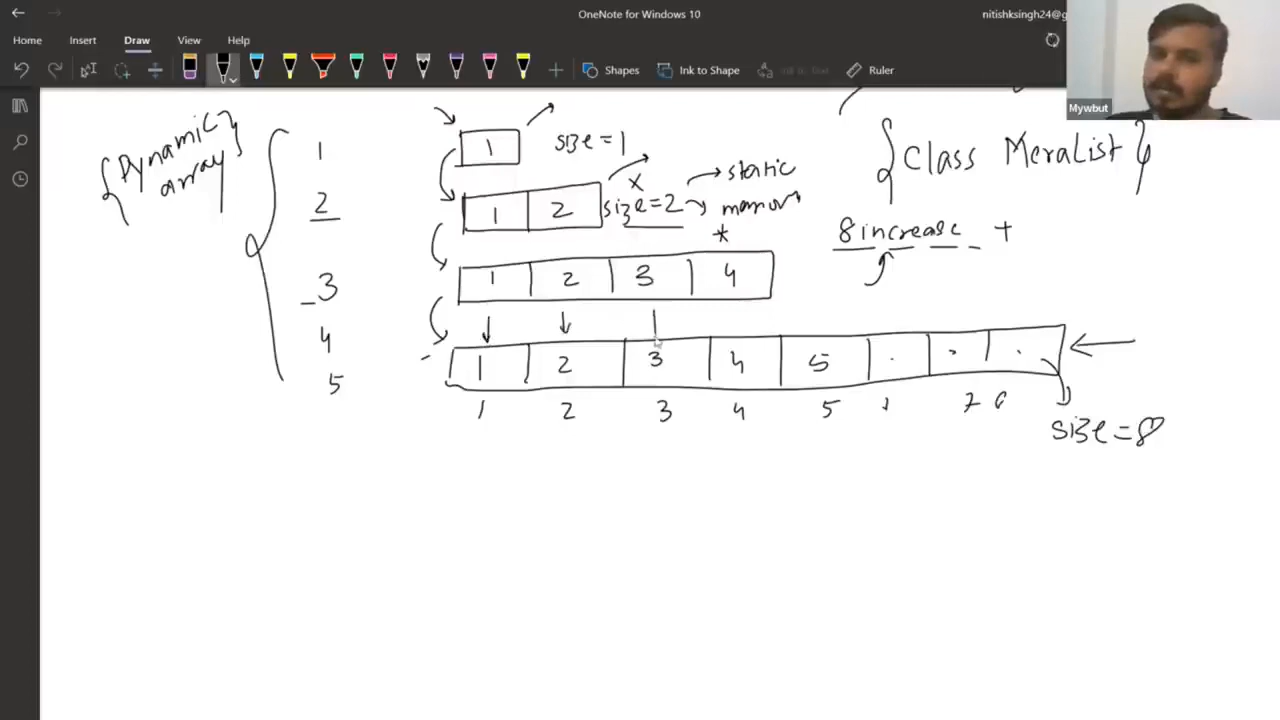 OneNote for Windows 10
nitishksingh24@g
Home Insert Draw View Help
Shapes
Ink to Shape
Ruler
Mywbut
{Dynamic array}
1
2
3
4
5
1 size=1
1 2 size=2 static memory
x
*
1 2 3 4
1 2 3 4 5 . . .
1 2 3 4 5
size=8
{Class MeraList}
8 increase +